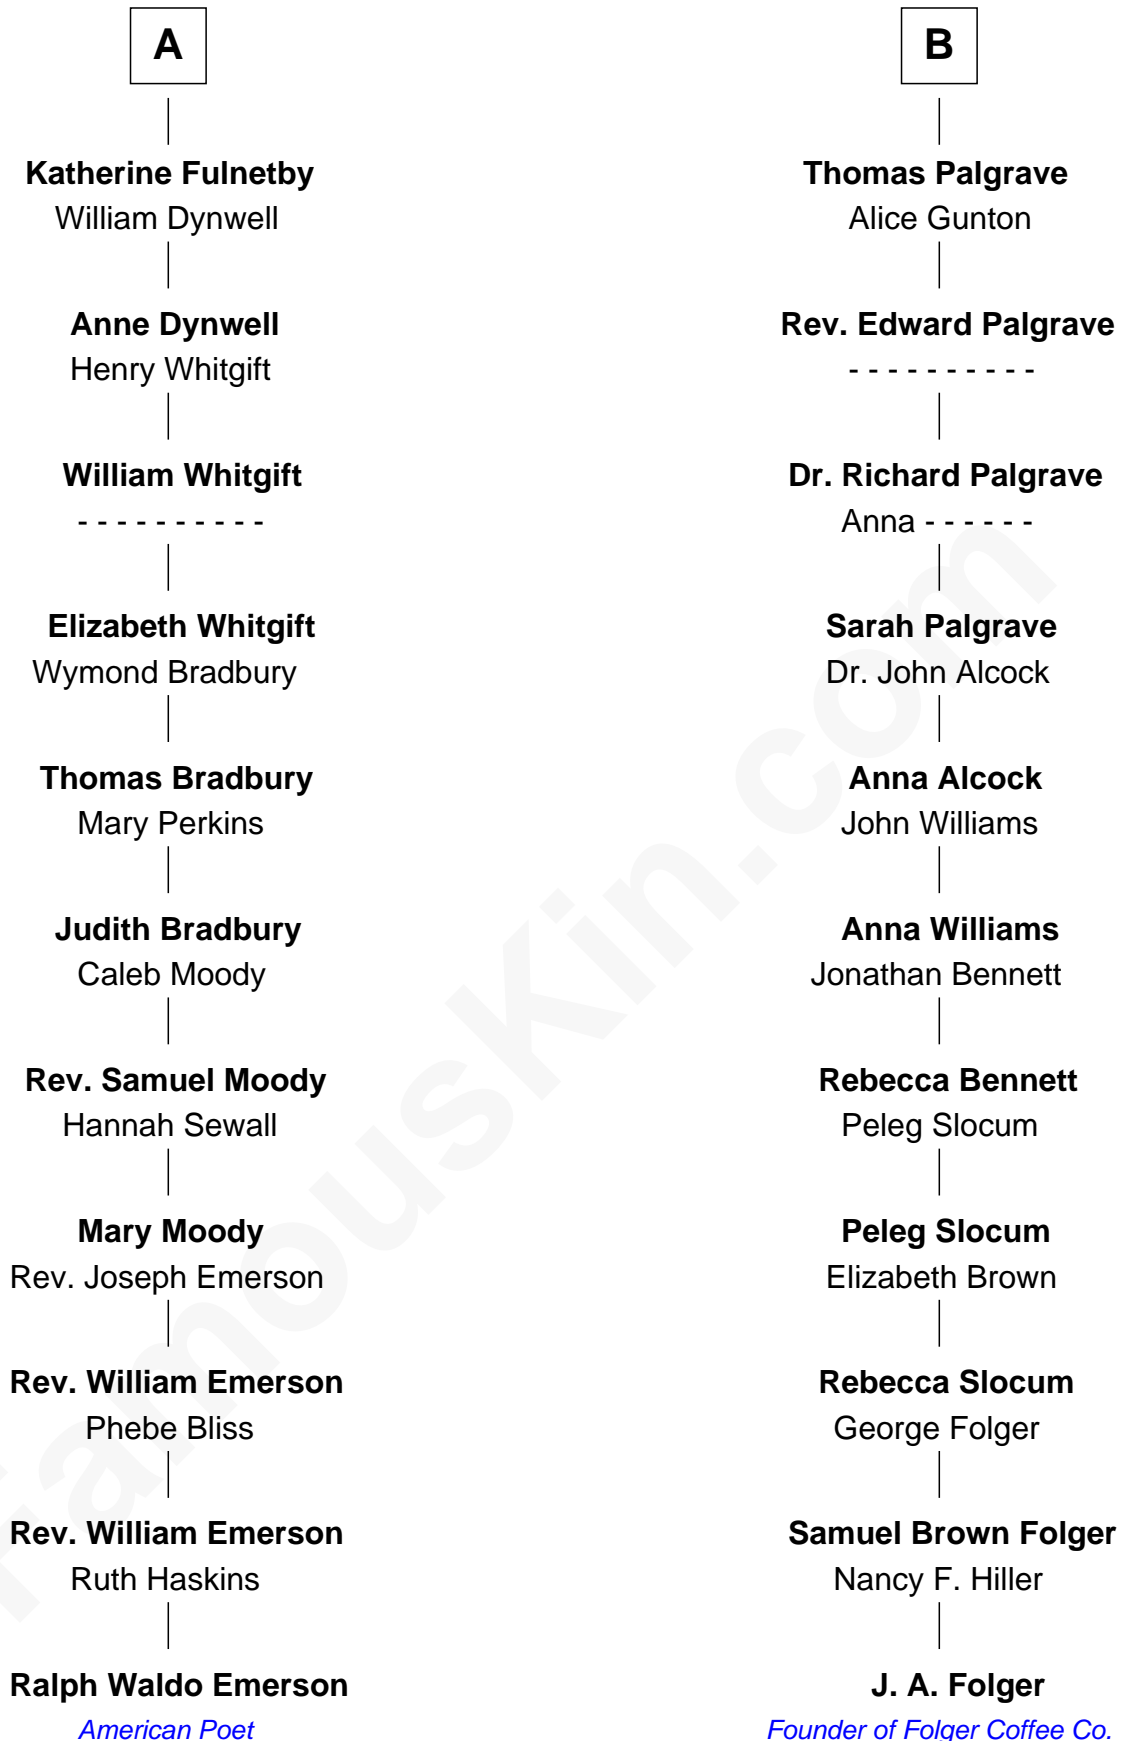 A
Katherine Fulnetby
William Dynwell
Anne Dynwell
Henry Whitgift
William Whitgift
- - - - - - - - - -
Elizabeth Whitgift
Wymond Bradbury
Thomas Bradbury
Mary Perkins
Judith Bradbury
Caleb Moody
Rev. Samuel Moody
Hannah Sewall
Mary Moody
Rev. Joseph Emerson
Rev. William Emerson
Phebe Bliss
Rev. William Emerson
Ruth Haskins
Ralph Waldo Emerson
American Poet
B
Thomas Palgrave
Alice Gunton
Rev. Edward Palgrave
- - - - - - - - - -
Dr. Richard Palgrave
Anna - - - - - -
Sarah Palgrave
Dr. John Alcock
Anna Alcock
John Williams
Anna Williams
Jonathan Bennett
Rebecca Bennett
Peleg Slocum
Peleg Slocum
Elizabeth Brown
Rebecca Slocum
George Folger
Samuel Brown Folger
Nancy F. Hiller
J. A. Folger
Founder of Folger Coffee Co.
FamousKin.com